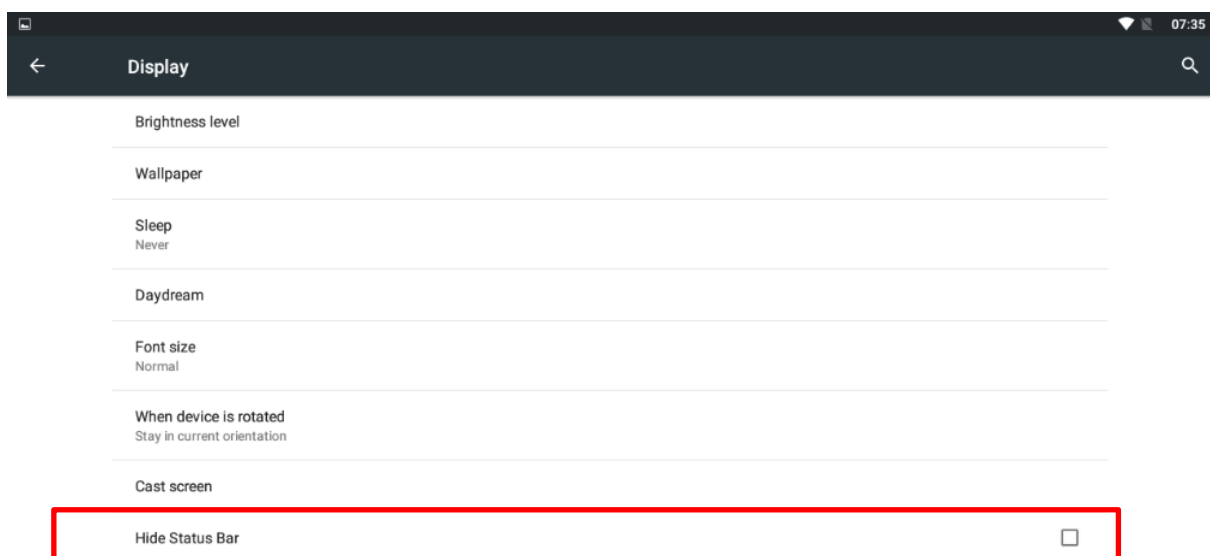 07:35
Display
Brightness level
Wallpaper
Sleep
Never
Daydream
Font size
Normal
When device is rotated
Stay in current orientation
Cast screen
Hide Status Bar